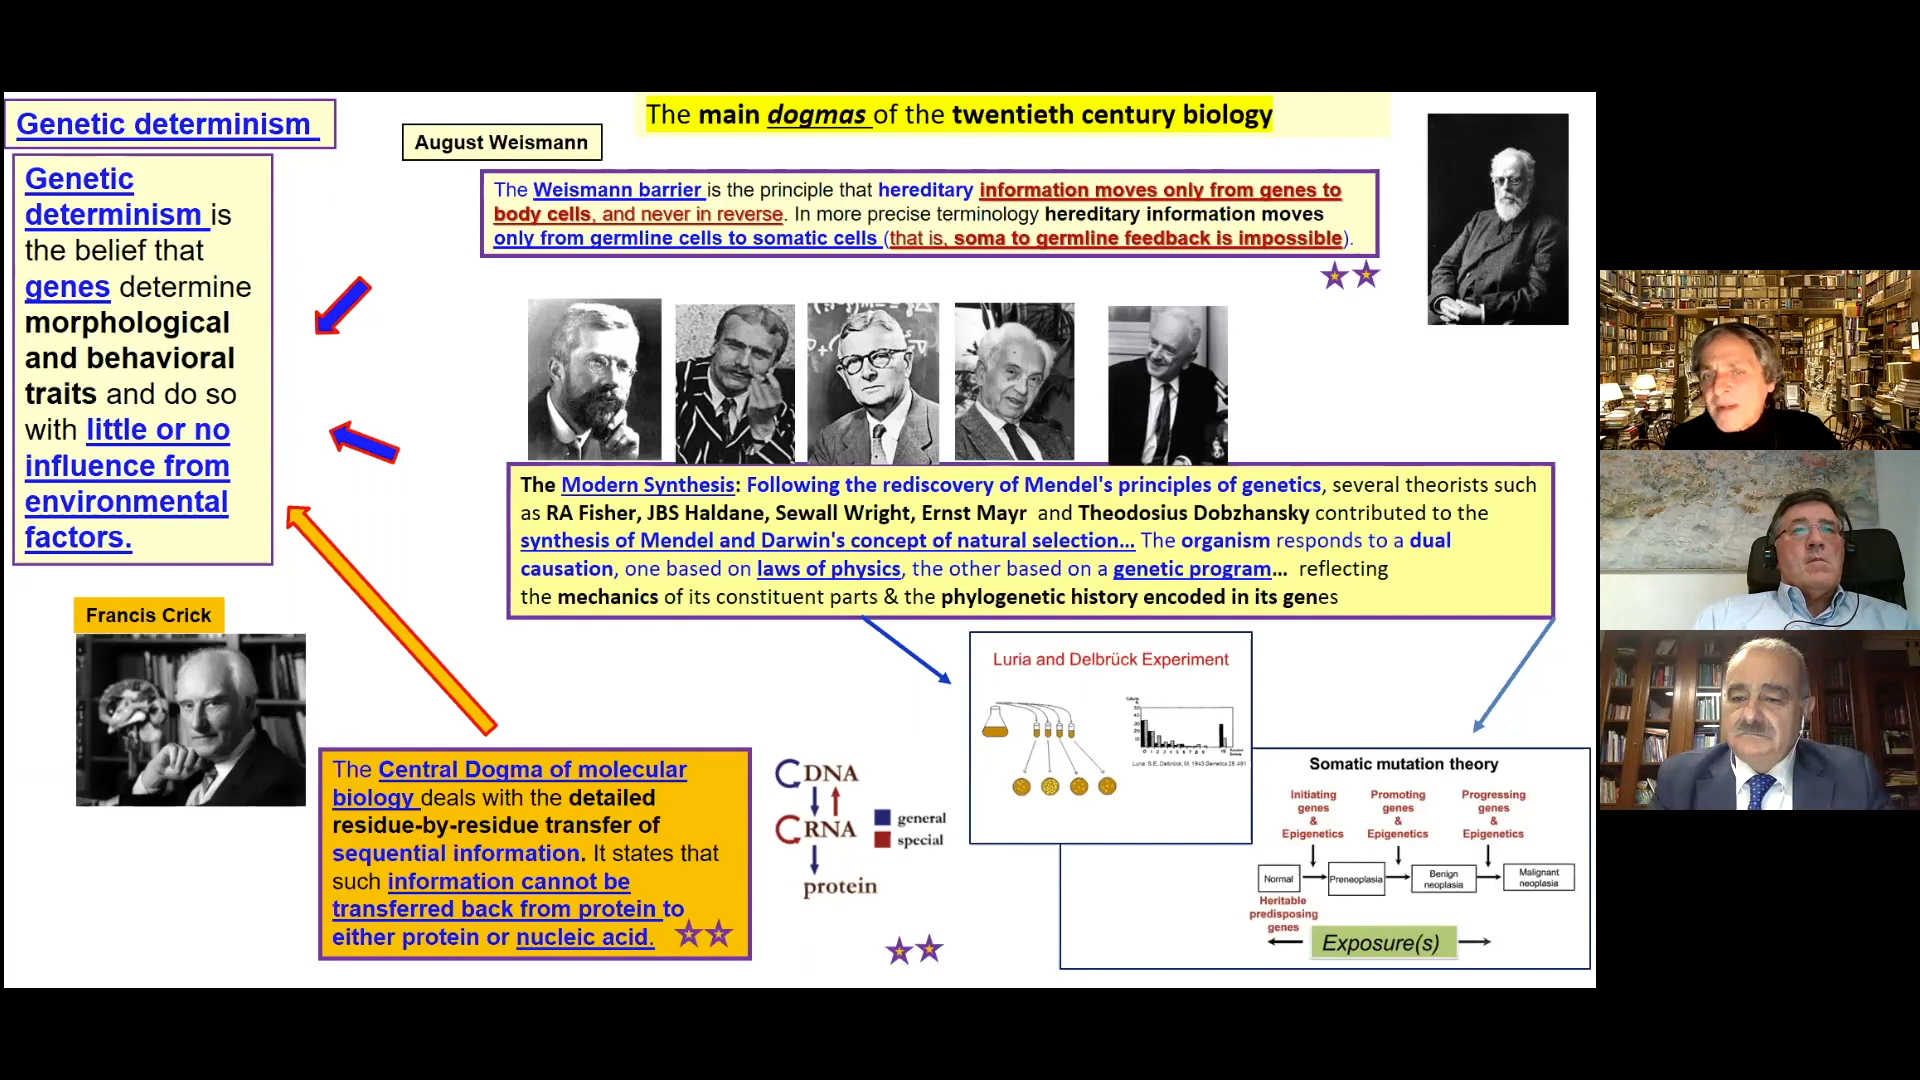 The main dogmas of the twentieth century biology
Genetic determinism
August Weismann
Genetic
determinism is
the belief that
genes determine
morphological
and behavioral
traits and do so
with little or no
influence from
environmental
factors.
The Weismann barrier is the principle that hereditary information moves only from genes to
body cells, and never in reverse. In more precise terminology hereditary information moves
only from germline cells to somatic cells (that is, soma to germline feedback is impossible).
The Modern Synthesis: Following the rediscovery of Mendel's principles of genetics, several theorists such
as RA Fisher, JBS Haldane, Sewall Wright, Ernst Mayr and Theodosius Dobzhansky contributed to the
synthesis of Mendel and Darwin's concept of natural selection... The organism responds to a dual
causation, one based on laws of physics, the other based on a genetic program... reflecting
the mechanics of its constituent parts & the phylogenetic history encoded in its genes
Francis Crick
The Central Dogma of molecular
biology deals with the detailed
residue-by-residue transfer of
sequential information. It states that
such information cannot be
transferred back from protein to
either protein or nucleic acid.
DNA
RNA
protein
general
special
Luria and Delbrück Experiment
Luria, S.E, Delbrück, M. 1943 Genetics 28: 491
Somatic mutation theory
Initiating
genes
&
Epigenetics
Promoting
genes
&
Epigenetics
Progressing
genes
&
Epigenetics
Normal
Preneoplasia
Benign
neoplasia
Malignant
neoplasia
Heritable
predisposing
genes
Exposure(s)